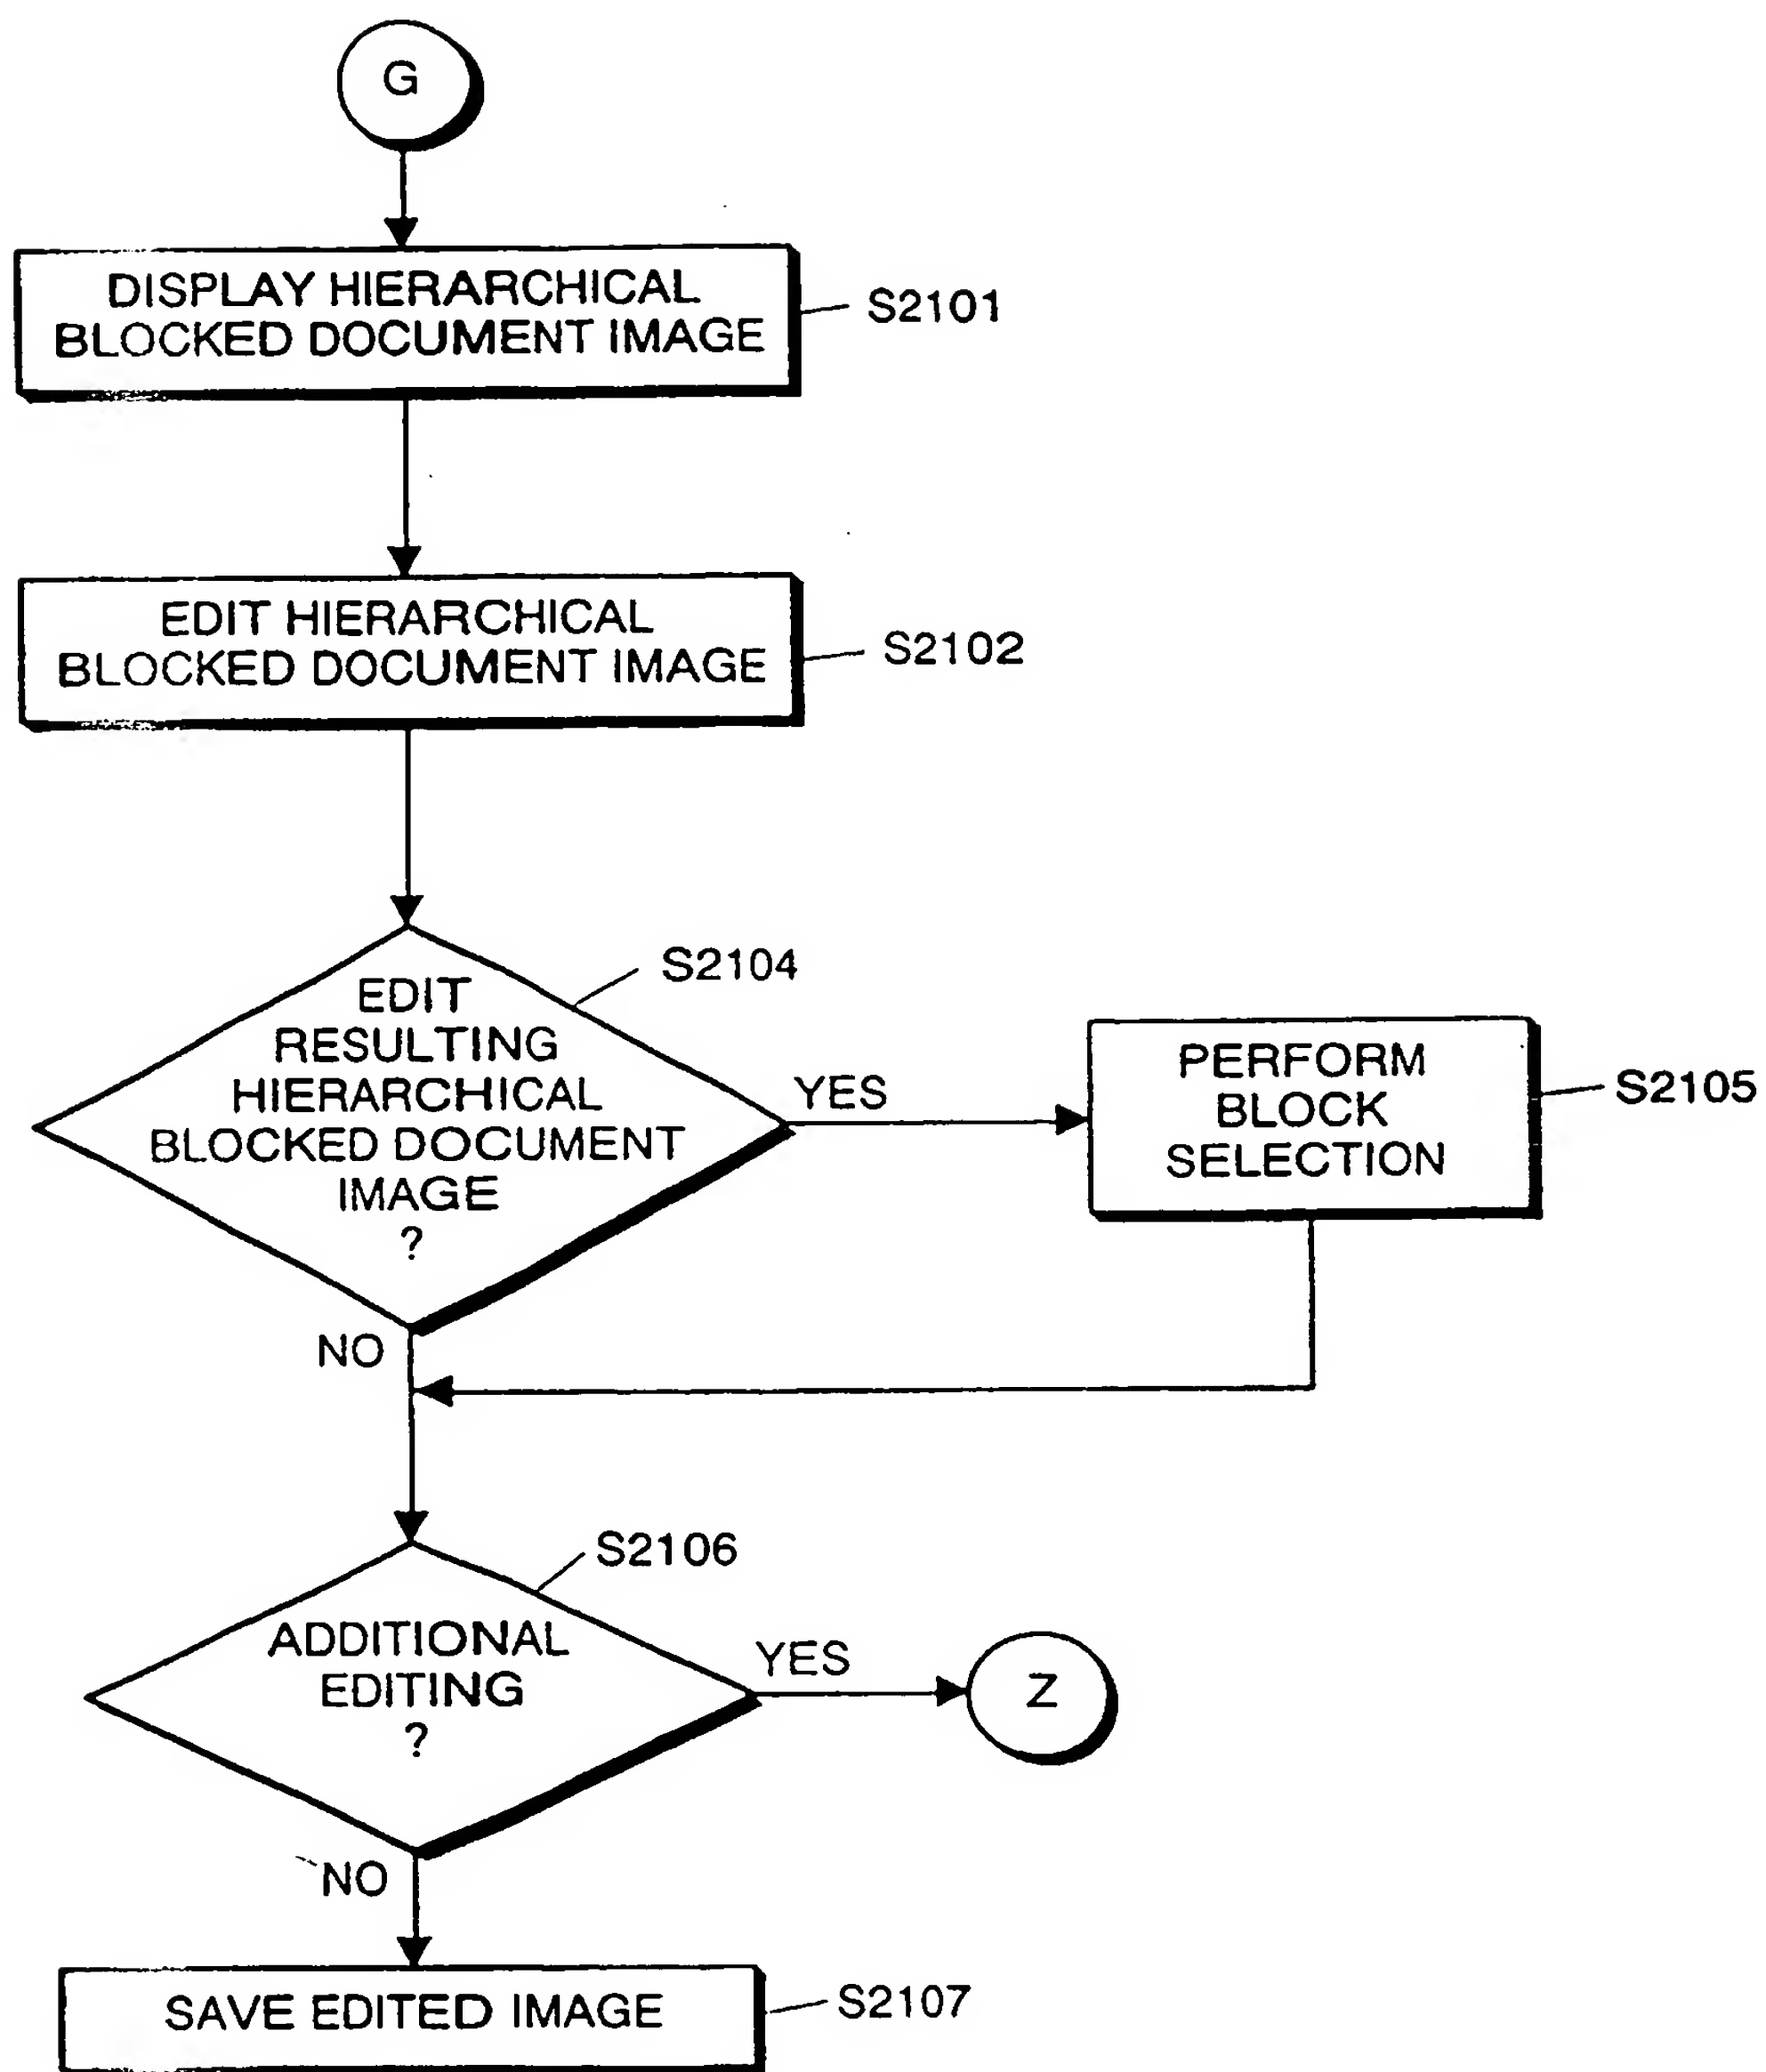 G
DISPLAY HIERARCHICAL
BLOCKED DOCUMENT IMAGE
S2101
EDIT HIERARCHICAL
BLOCKED DOCUMENT IMAGE
S2102
S2104
EDIT
RESULTING
HIERARCHICAL
BLOCKED DOCUMENT
IMAGE
?
YES
PERFORM
BLOCK
SELECTION
S2105
NO
S2106
ADDITIONAL
EDITING
?
YES
Z
NO
SAVE EDITED IMAGE
S2107